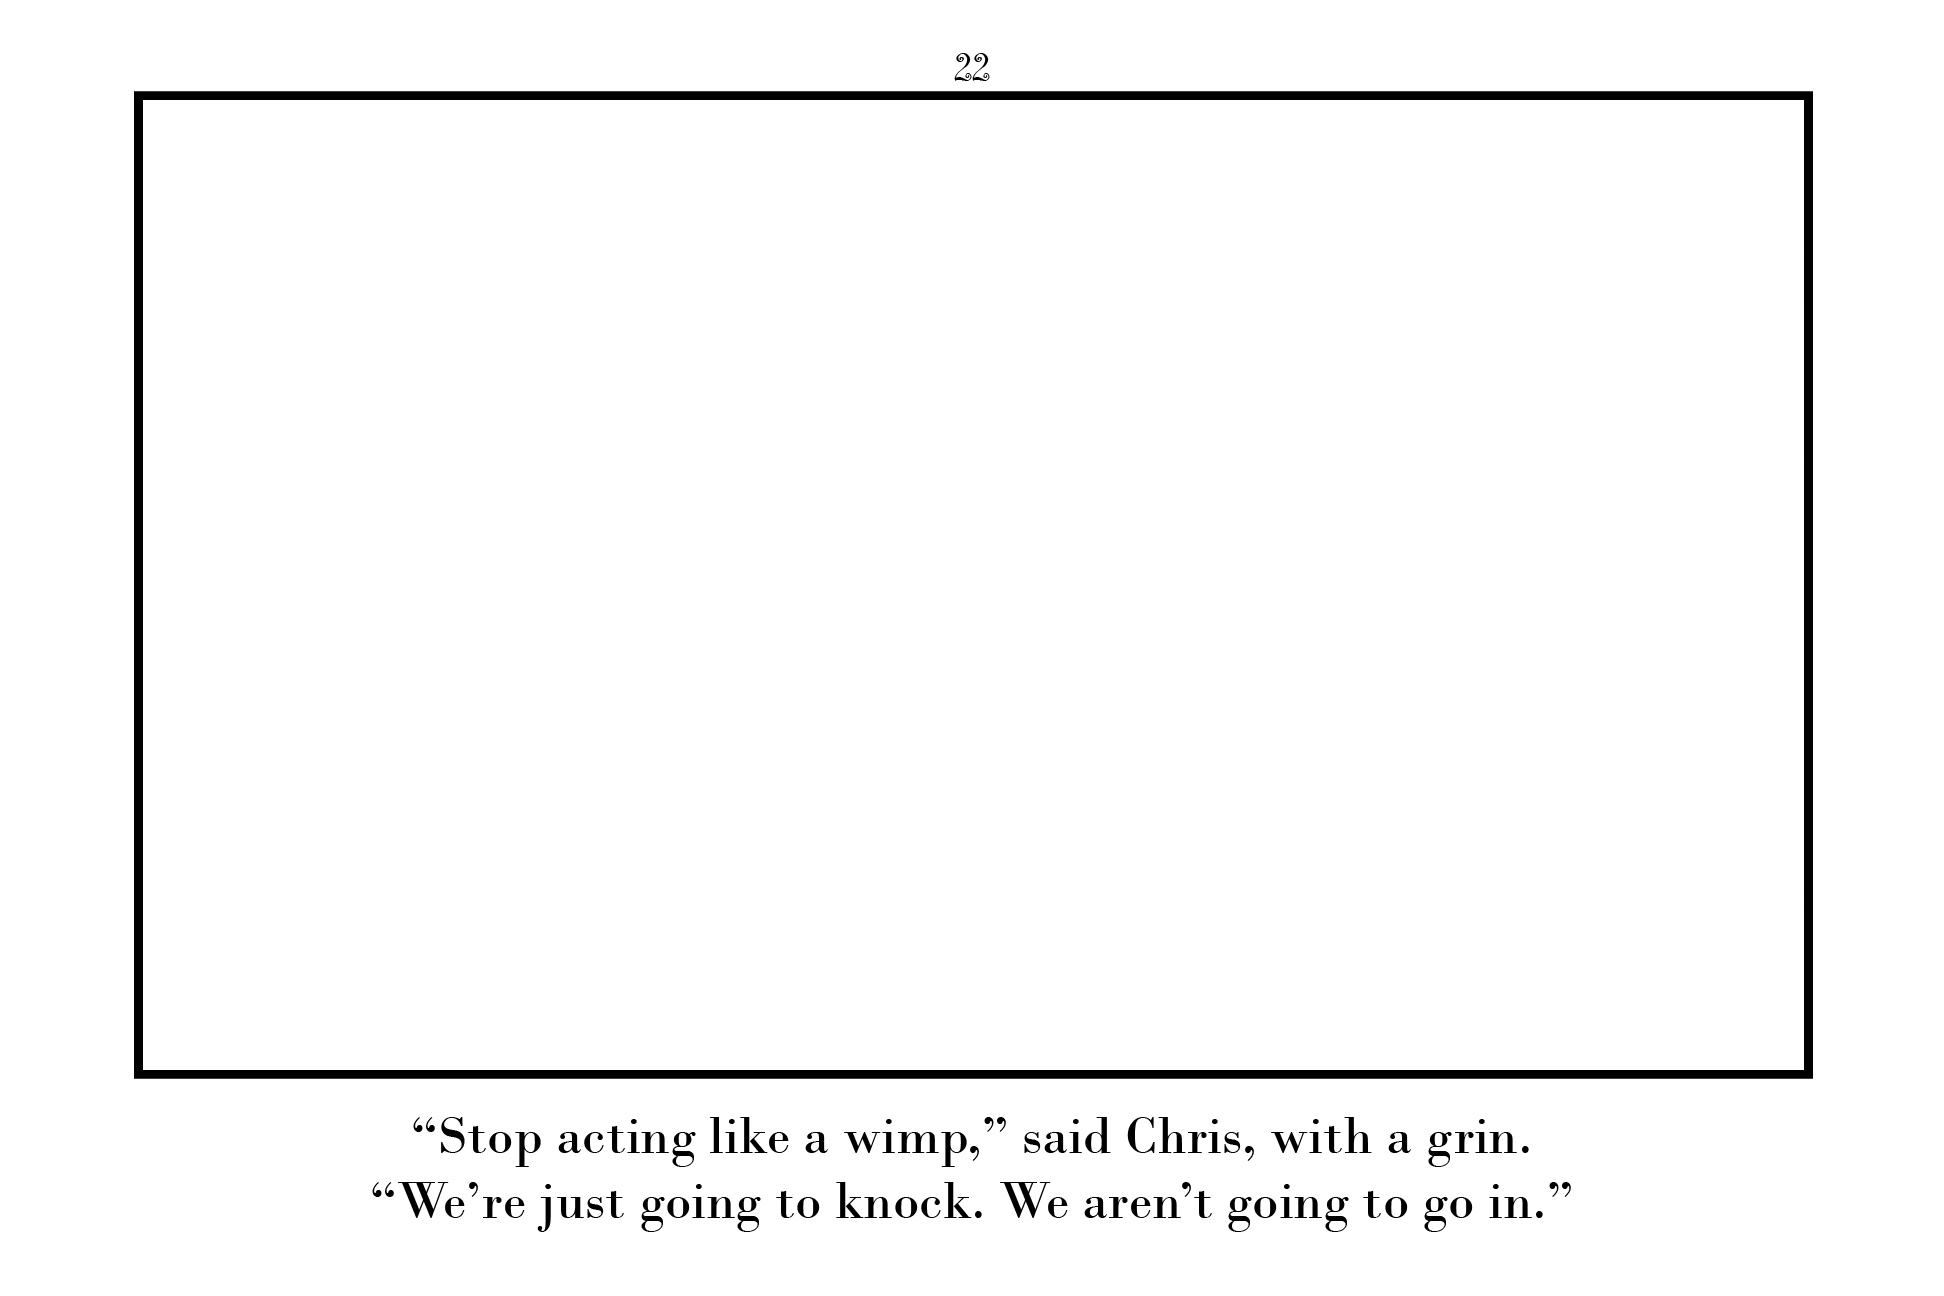 22
“Stop acting like a wimp,” said Chris, with a grin.
“We’re just going to knock. We aren’t going to go in.”